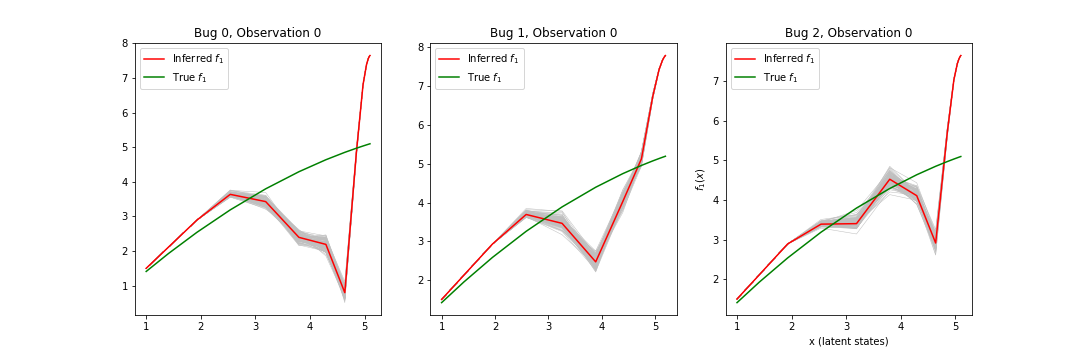 Bug 0, Observation 0
Inferred f₁
True f₁
8
7
6
5
4
3
2
1
1 2 3 4 5
Bug 1, Observation 0
Inferred f₁
True f₁
8
7
6
5
4
3
2
1 2 3 4 5
Bug 2, Observation 0
Inferred f₁
True f₁
f₁(x)
7
6
5
4
3
2
1 2 3 4 5
x (latent states)